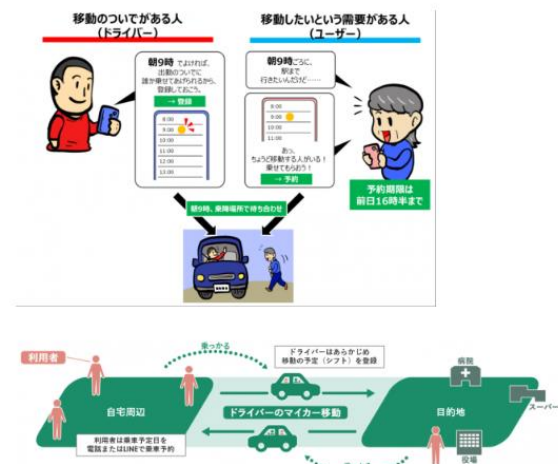 移動のついでがある人
(ドライバー)
移動したいという需要がある人
(ユーザー)
朝9時 でよければ、
出勤のついでに
誰か乗せてあげられるから、
登録しておこう。
→ 登録
8:00
9:00
10:00
11:00
12:00
13:00
朝9時ごろに、
駅まで
行きたいんだけど……
8:00
9:00
10:00
11:00
あっ、
ちょうど移動する人がいる!
乗せてもらおう!
→ 予約
予約期限は
前日16時半まで
朝9時、乗降場所で待ち合わせ
利用者
乗っかる
ドライバーはあらかじめ
移動の予定（シフト）を登録
病院
スーパー
自宅周辺
ドライバーのマイカー移動
目的地
利用者は乗車予定日を
電話またはLINEで乗車予約
役場